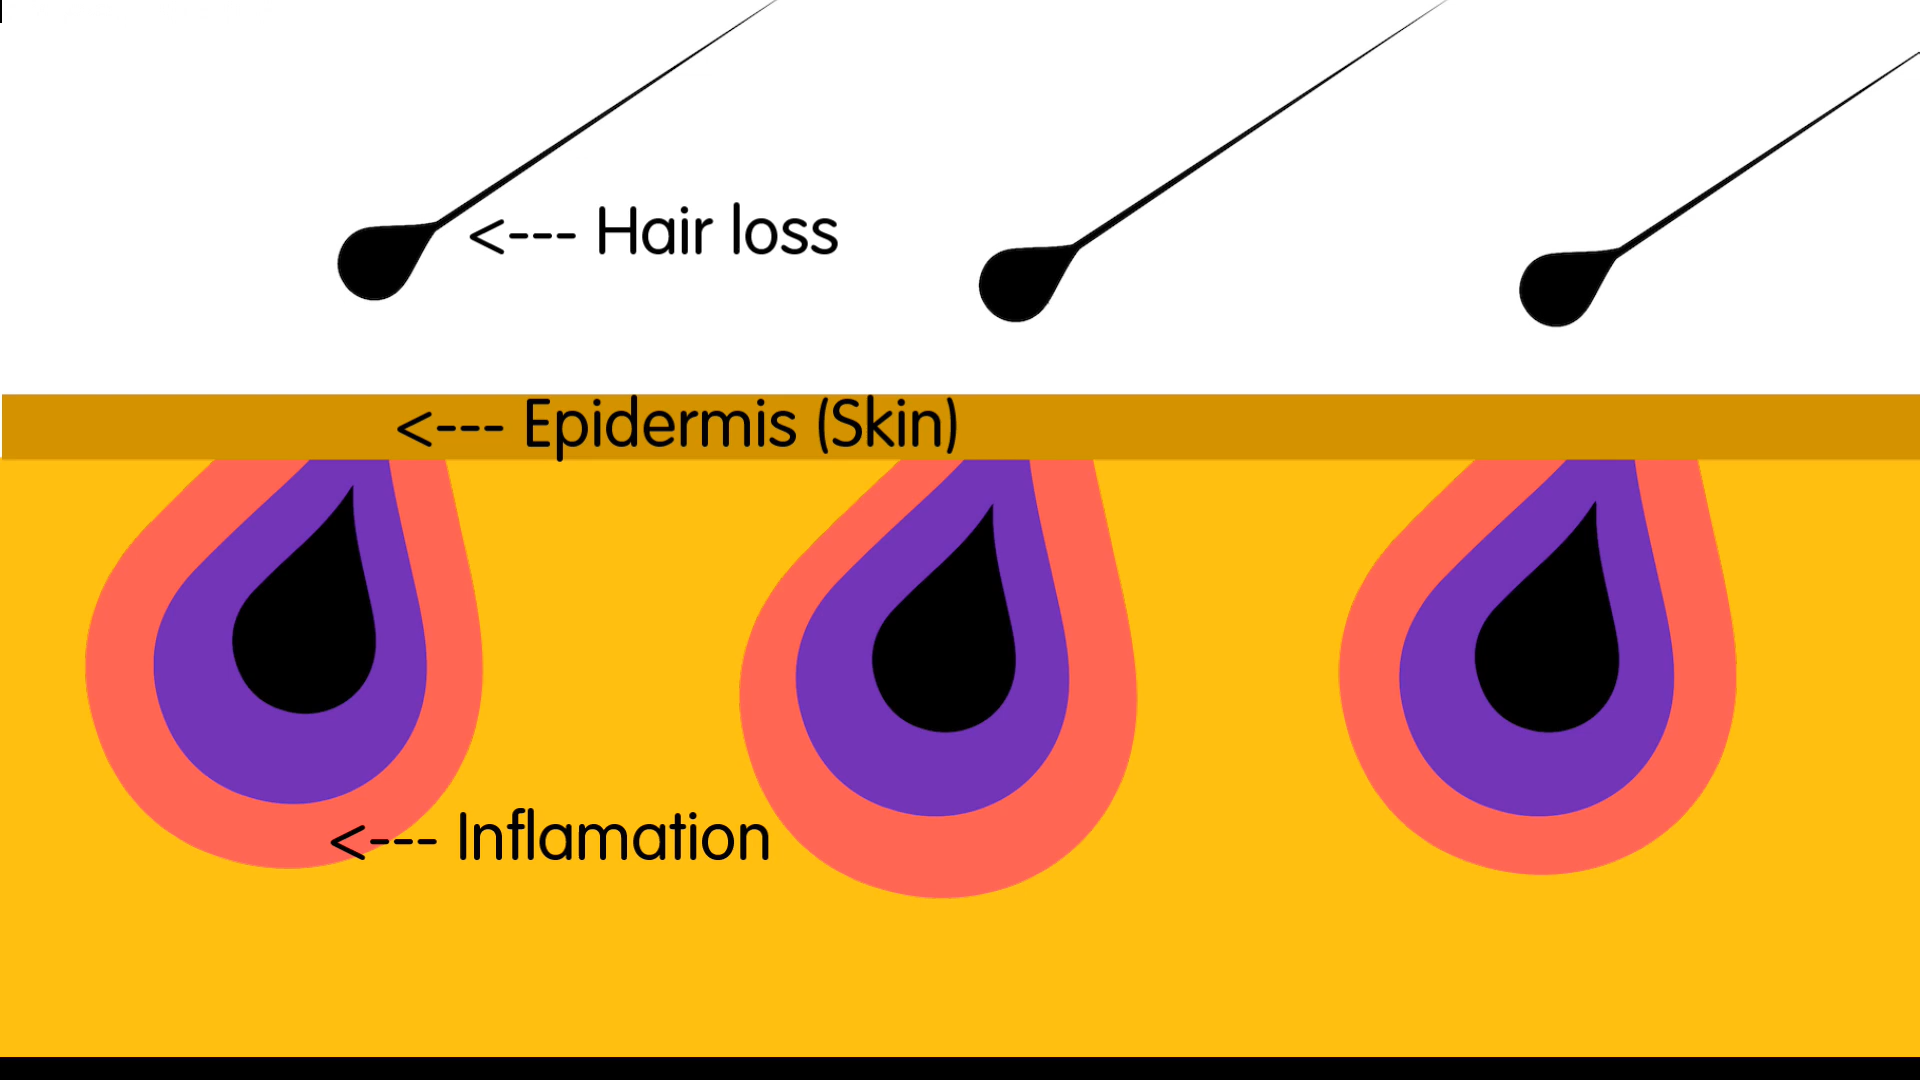 <--- Hair loss
<--- Epidermis (Skin)
<--- Inflamation